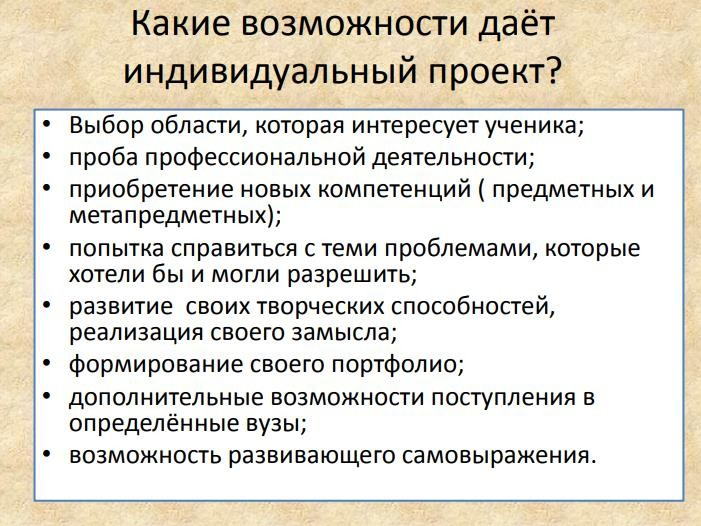 Какие возможности даёт
индивидуальный проект?
• Выбор области, которая интересует ученика;
• проба профессиональной деятельности;
• приобретение новых компетенций ( предметных и
метапредметных);
• попытка справиться с теми проблемами, которые
хотели бы и могли разрешить;
• развитие  своих творческих способностей,
реализация своего замысла;
• формирование своего портфолио;
• дополнительные возможности поступления в
определённые вузы;
• возможность развивающего самовыражения.